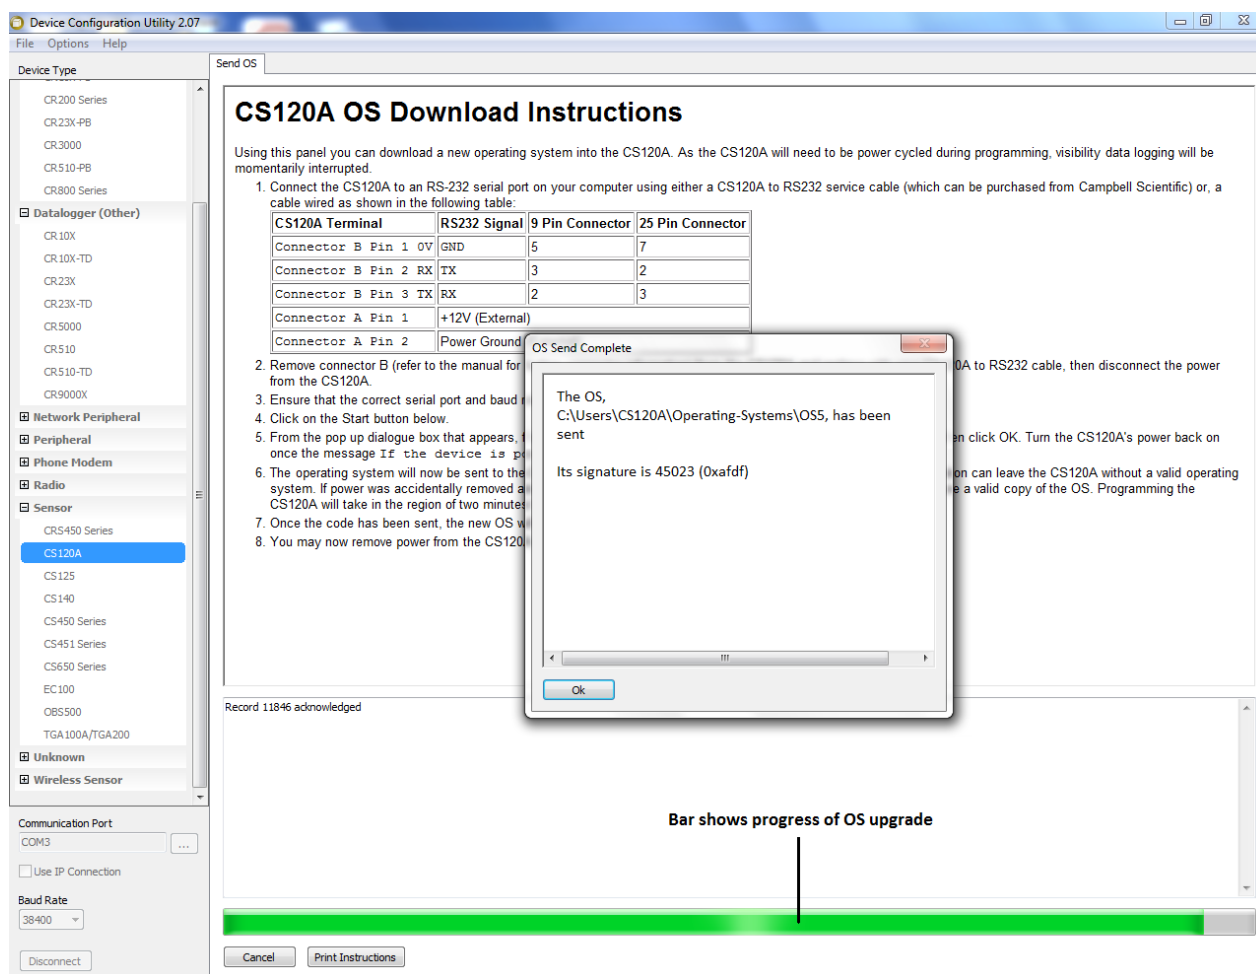 Device Configuration Utility 2.07
File Options Help
Device Type
Send OS
CR200 Series
CR23X-PB
CR3000
CR510-PB
CR800 Series
Datalogger (Other)
CR10X
CR10X-TD
CR23X
CR23X-TD
CR5000
CR510
CR510-TD
CR9000X
Network Peripheral
Peripheral
Phone Modem
Radio
Sensor
CRS450 Series
CS120A
CS125
CS140
CS450 Series
CS451 Series
CS650 Series
EC100
OBS500
TGA100A/TGA200
Unknown
Wireless Sensor
Communication Port
COM3
...
Use IP Connection
Baud Rate
38400
Disconnect
CS120A OS Download Instructions
Using this panel you can download a new operating system into the CS120A. As the CS120A will need to be power cycled during programming, visibility data logging will be
momentarily interrupted.
1. Connect the CS120A to an RS-232 serial port on your computer using either a CS120A to RS232 service cable (which can be purchased from Campbell Scientific) or, a
cable wired as shown in the following table:
CS120A Terminal RS232 Signal 9 Pin Connector 25 Pin Connector
Connector B Pin 1 0V GND 5 7
Connector B Pin 2 RX TX 3 2
Connector B Pin 3 TX RX 2 3
Connector A Pin 1 +12V (External)
Connector A Pin 2 Power Ground
2. Remove connector B (refer to the manual for 0A to RS232 cable, then disconnect the power
from the CS120A.
3. Ensure that the correct serial port and baud
4. Click on the Start button below.
5. From the pop up dialogue box that appears, en click OK. Turn the CS120A's power back on
once the message If the device is
6. The operating system will now be sent to the on can leave the CS120A without a valid operating
system. If power was accidentally removed a valid copy of the OS. Programming the
CS120A will take in the region of two minutes
7. Once the code has been sent, the new OS
8. You may now remove power from the CS120
OS Send Complete
The OS,
C:\Users\CS120A\Operating-Systems\OS5, has been
sent
Its signature is 45023 (0xafdf)
Ok
Record 11846 acknowledged
Bar shows progress of OS upgrade
Cancel
Print Instructions